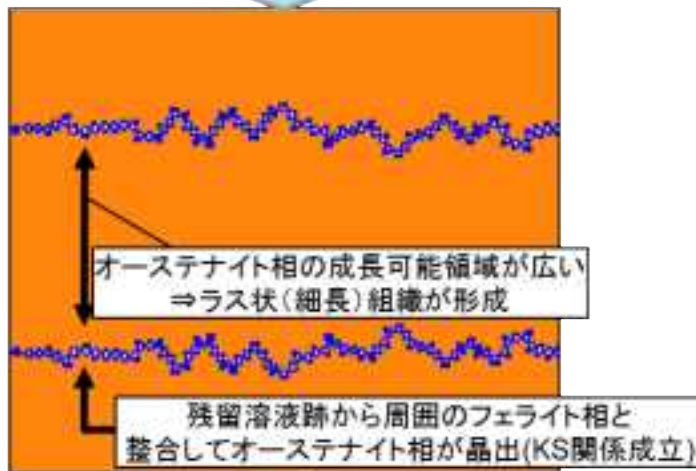 オーステナイト相の成長可能領域が広い
⇒ラス状(細長)組織が形成
残留溶液跡から周囲のフェライト相と
整合してオーステナイト相が晶出(KS関係成立)